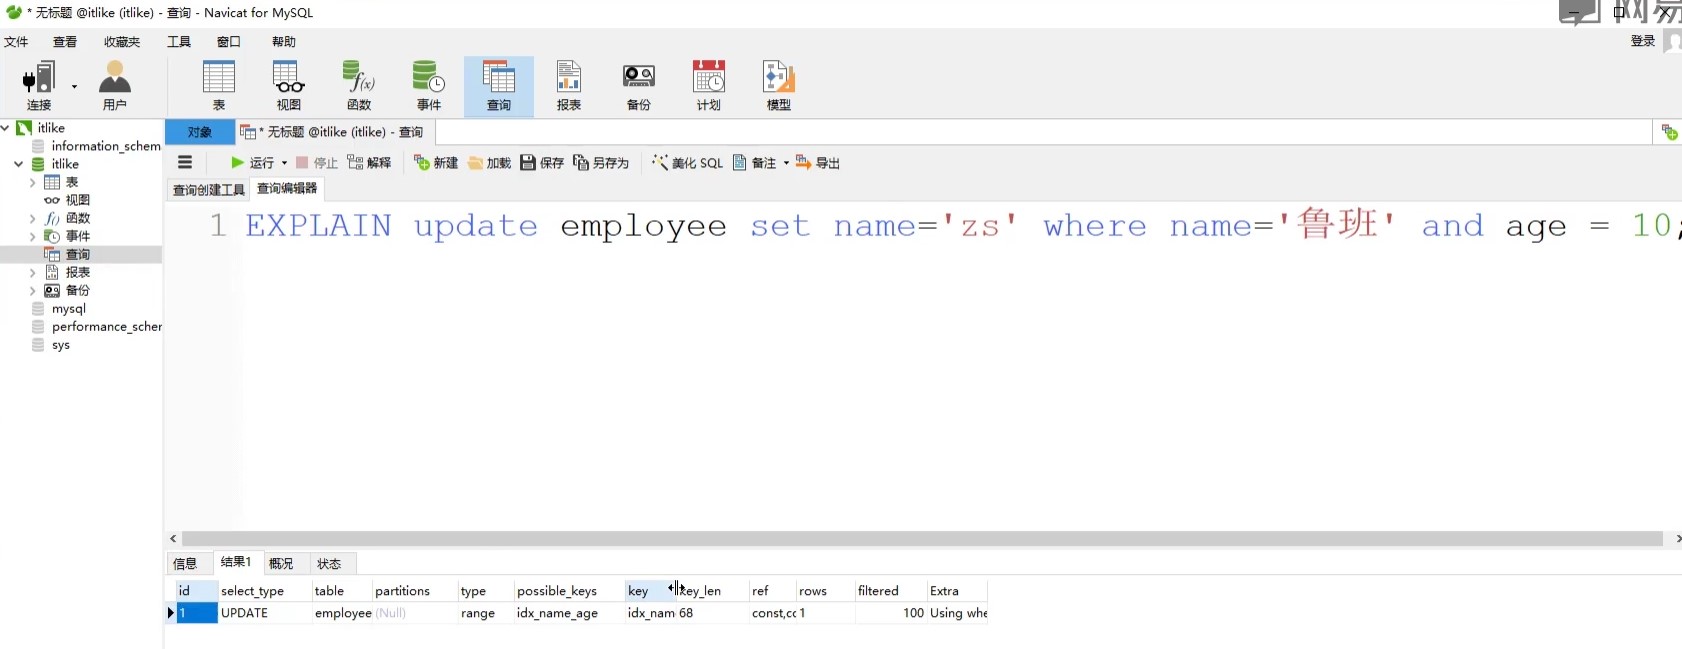 * 无标题 @itlike (itlike) - 查询 - Navicat for MySQL
网易
文件 查看 收藏夹 工具 窗口 帮助 登录
连接 用户 表 视图 函数 事件 查询 报表 备份 计划 模型
itlike
information_schem
itlike
表
视图
函数
事件
查询
报表
备份
mysql
performance_scher
sys
对象 * 无标题 @itlike (itlike) - 查询
运行 停止 解释 新建 加载 保存 另存为 美化 SQL 备注 导出
查询创建工具 查询编辑器
1 EXPLAIN update employee set name='zs' where name='鲁班' and age = 10;
信息 结果1 概况 状态
id select_type table partitions type possible_keys key key_len ref rows filtered Extra
1 UPDATE employee (Null) range idx_name_age idx_nam 68 const,cc 1 100 Using whe